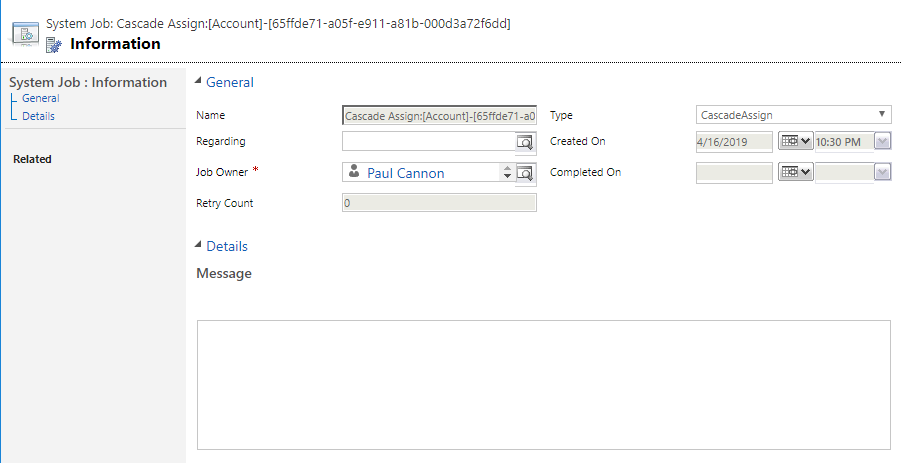 System Job: Cascade Assign:[Account]-[65ffde71-a05f-e911-a81b-000d3a72f6dd]
Information
System Job : Information
General
Details
Related
General
Name Cascade Assign:[Account]-[65ffde71-a0 Type CascadeAssign
Regarding Created On 4/16/2019 10:30 PM
Job Owner * Paul Cannon Completed On
Retry Count 0
Details
Message